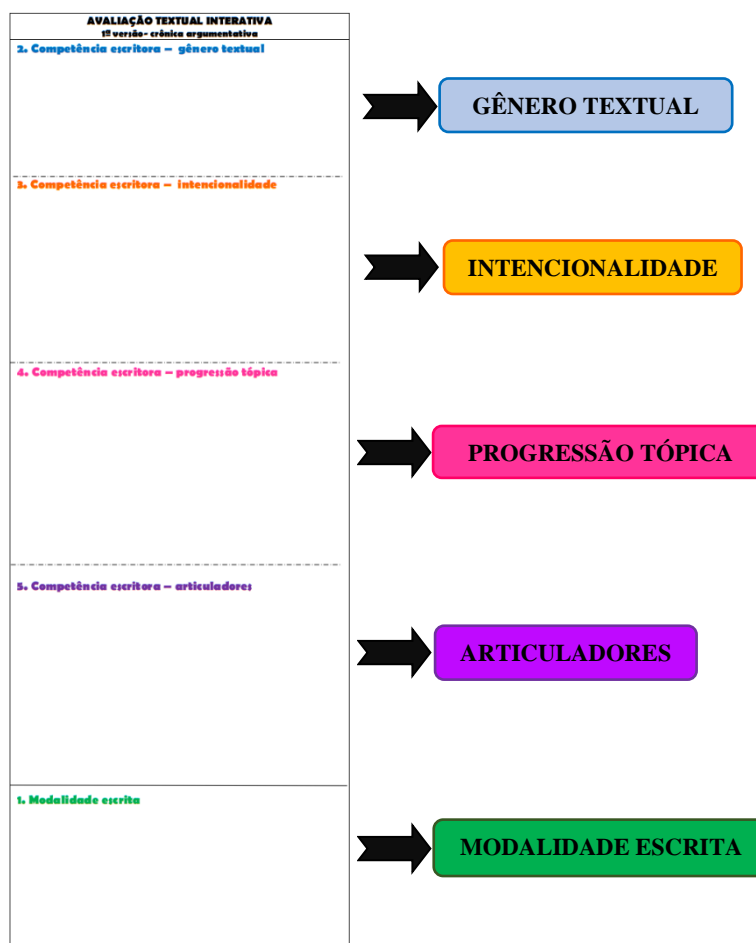 AVALIAÇÃO TEXTUAL INTERATIVA
1ª versão- crônica argumentativa
2. Competência escritora – gênero textual
GÊNERO TEXTUAL
3. Competência escritora – intencionalidade
INTENCIONALIDADE
4. Competência escritora – progressão tópica
PROGRESSÃO TÓPICA
5. Competência escritora – articuladores
ARTICULADORES
1. Modalidade escrita
MODALIDADE ESCRITA